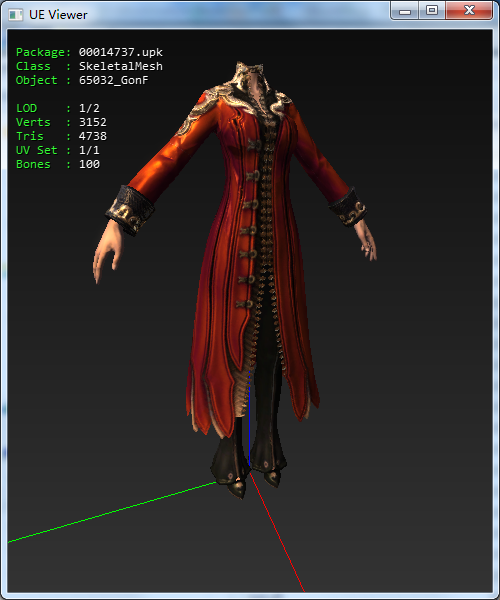 UE Viewer
Package: 00014737.upk
Class : SkeletalMesh
Object : 65032_GonF
LOD : 1/2
Verts : 3152
Tris : 4738
UV Set : 1/1
Bones : 100